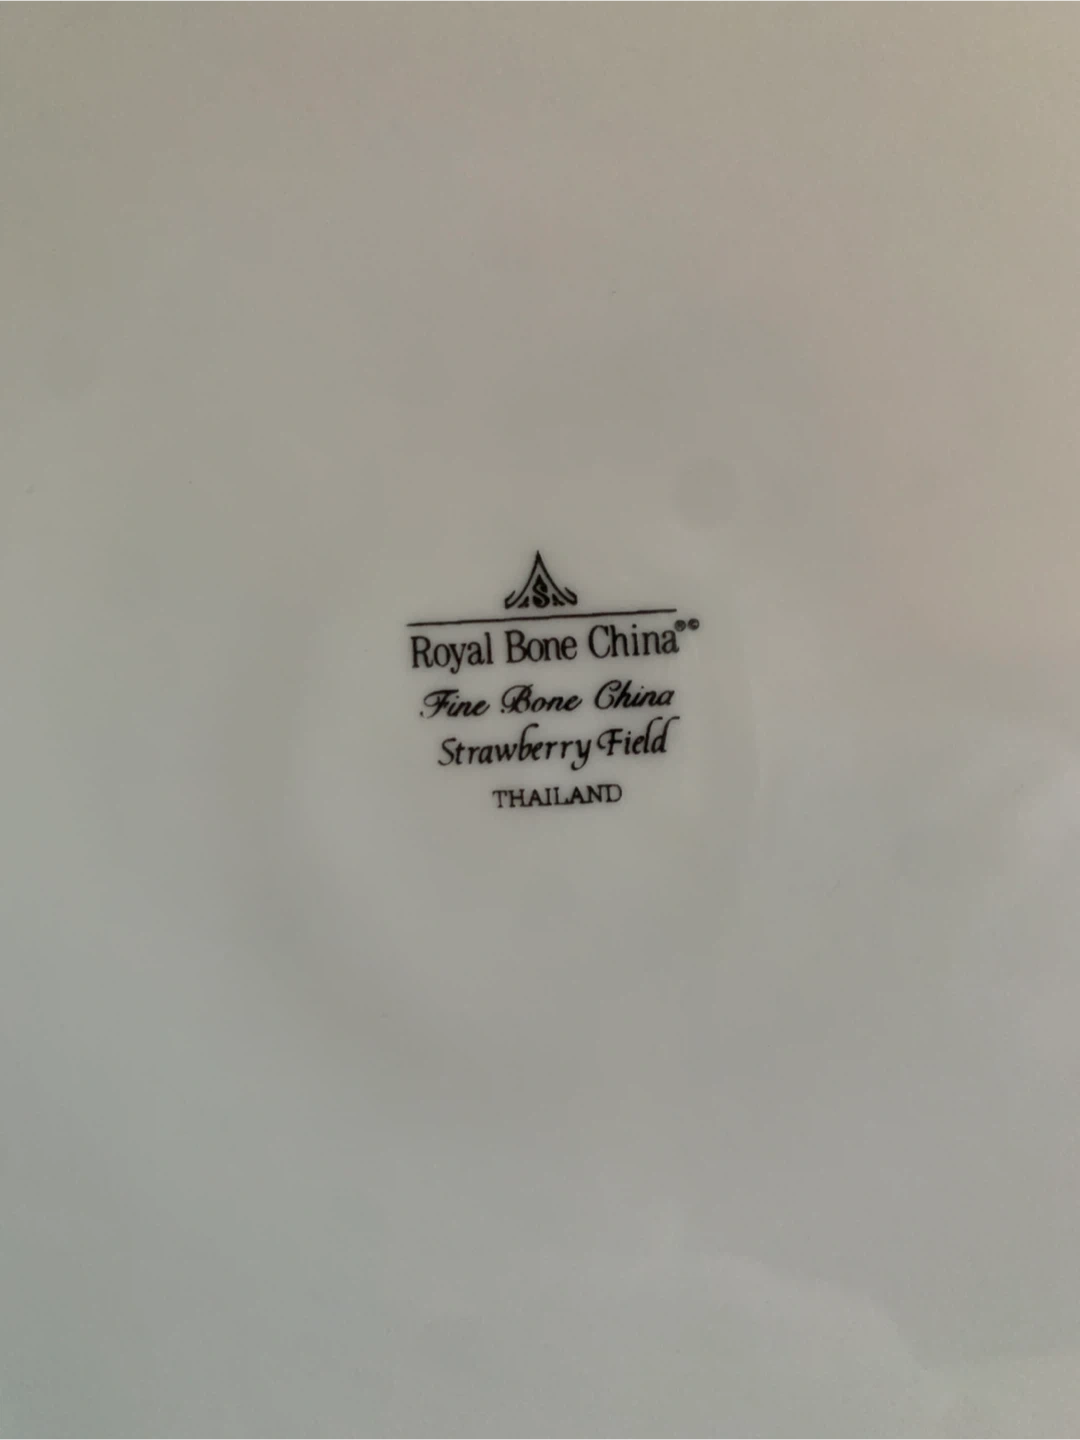 S
Royal Bone China®©
Fine Bone China
Strawberry Field
THAILAND